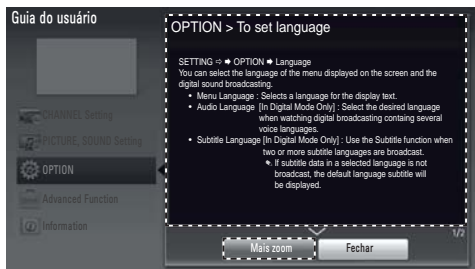 Guia do usuário
OPTION > To set language
SETTING ⇨ ➡ OPTION ➡ Language
You can select the language of the menu displayed on the screen and the
digital sound broadcasting.
• Menu Language : Selects a language for the display text.
• Audio Language [In Digital Mode Only] : Select the desired language
when watching digital broadcasting containg several
voice languages.
• Subtitle Language [In Digital Mode Only] : Use the Subtitle function when
two or more subtitle languages are broadcast.
If subtitle data in a selected language is not
broadcast, the default language subtitle will
be displayed.
CHANNEL Setting
PICTURE, SOUND Setting
OPTION
Advanced Function
Information
1/2
Mais zoom
Fechar